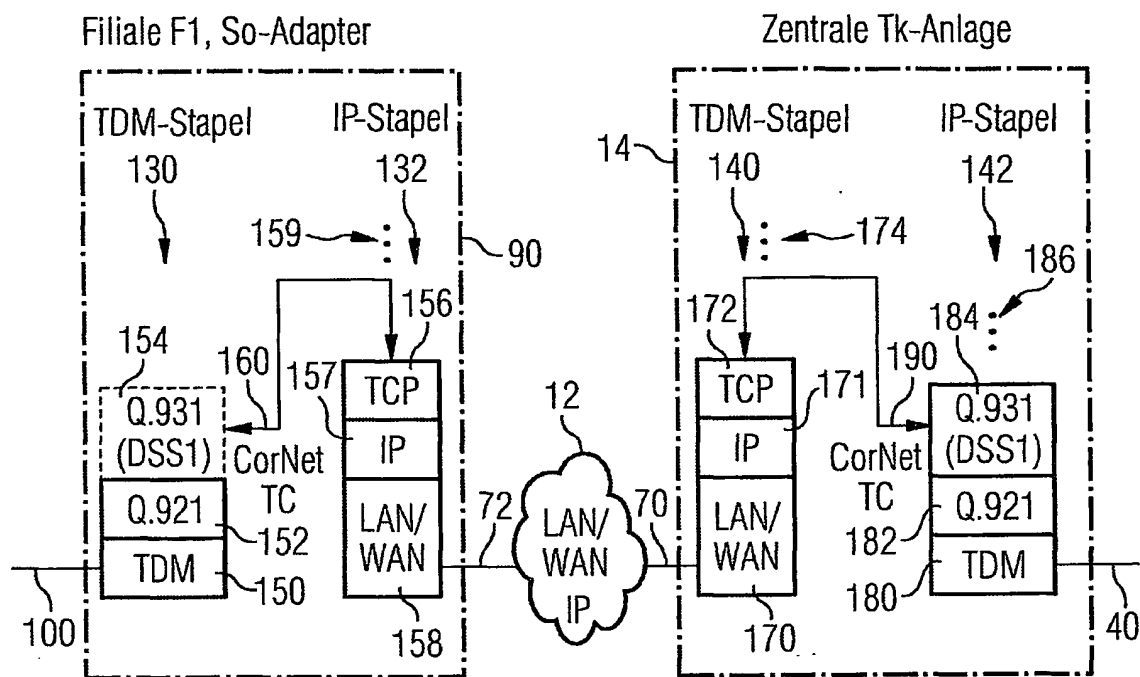 Filiale F1, So-Adapter
Zentrale Tk-Anlage
TDM-Stapel
IP-Stapel
130
132
159
90
154
160
157
156
Q.931
(DSS1)
CorNet
TC
Q.921
152
TDM
150
100
TCP
IP
LAN/
WAN
158
72
12
LAN/
WAN
IP
70
14
TDM-Stapel
IP-Stapel
140
142
174
186
172
184
171
190
TCP
IP
LAN/
WAN
170
CorNet
TC
Q.931
(DSS1)
Q.921
182
TDM
180
40